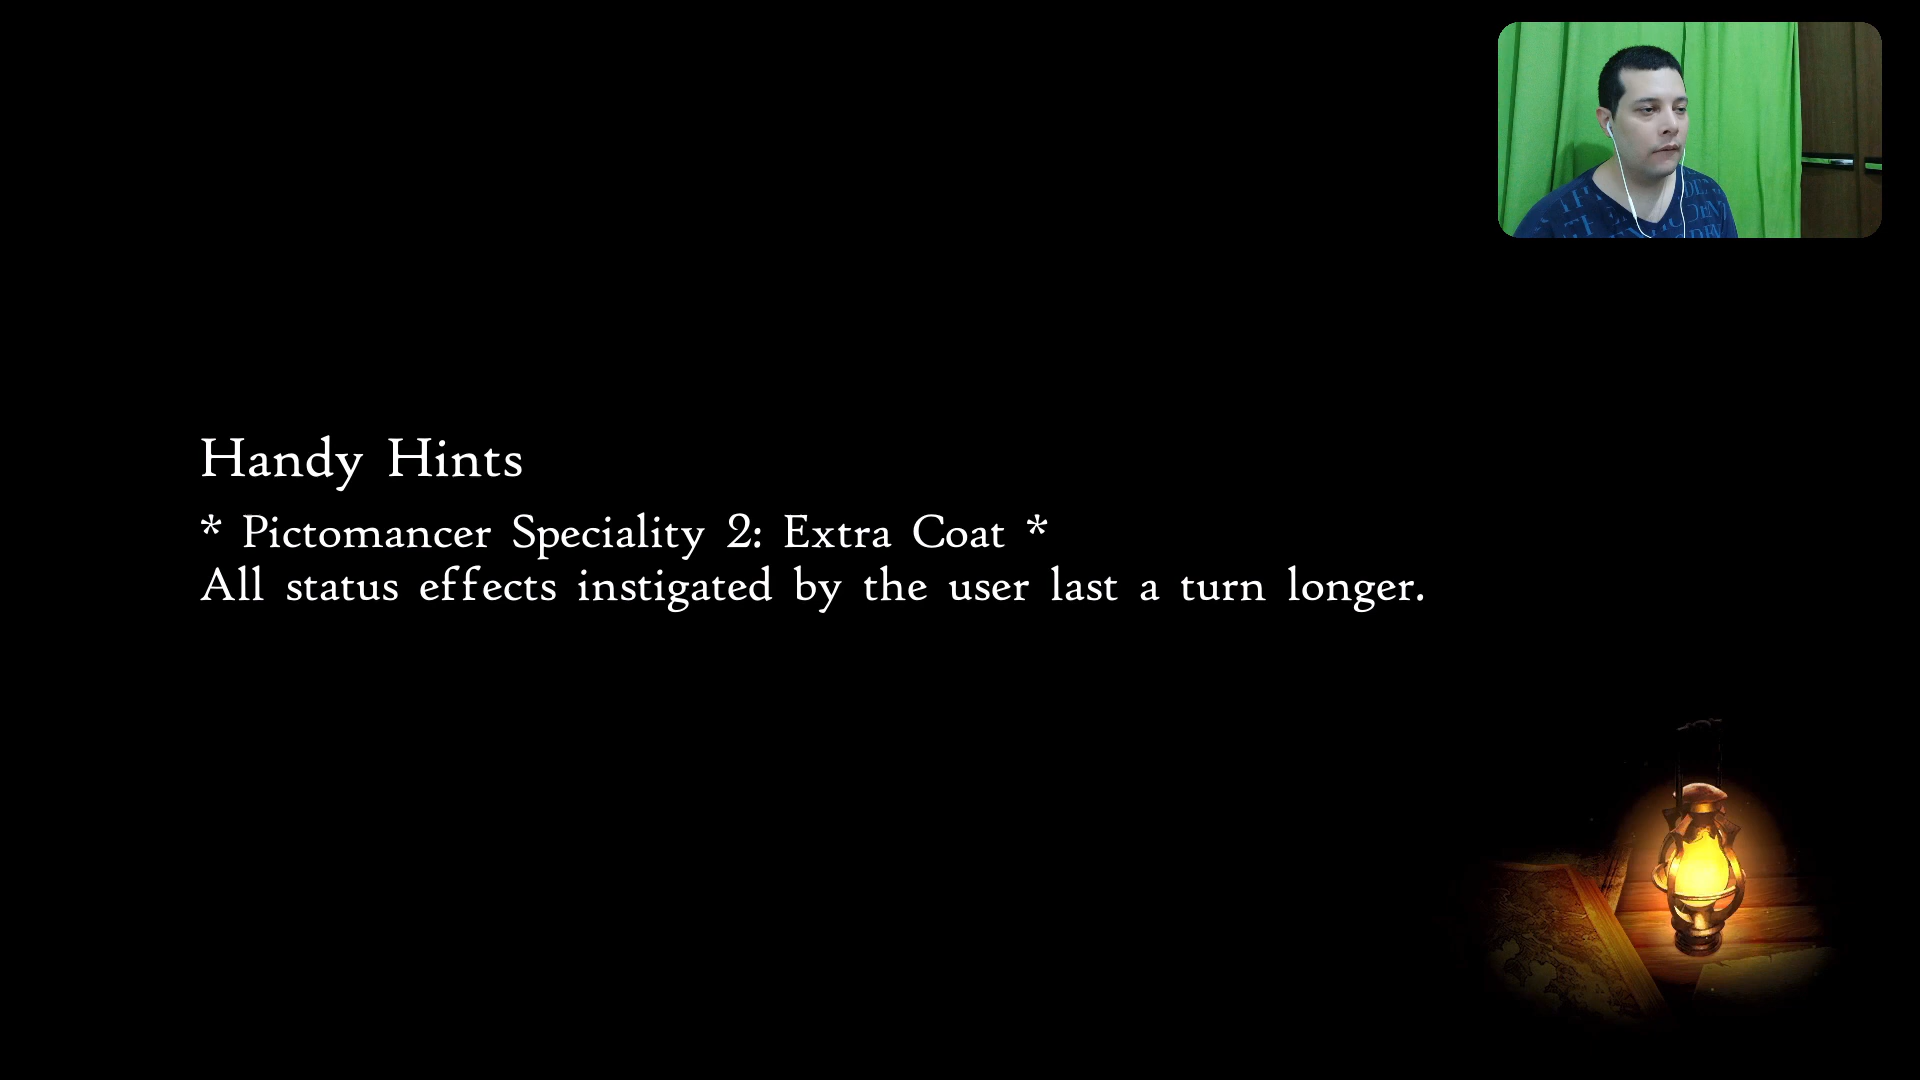 Handy Hints
* Pictomancer Speciality 2: Extra Coat *
All status effects instigated by the user last a turn longer.